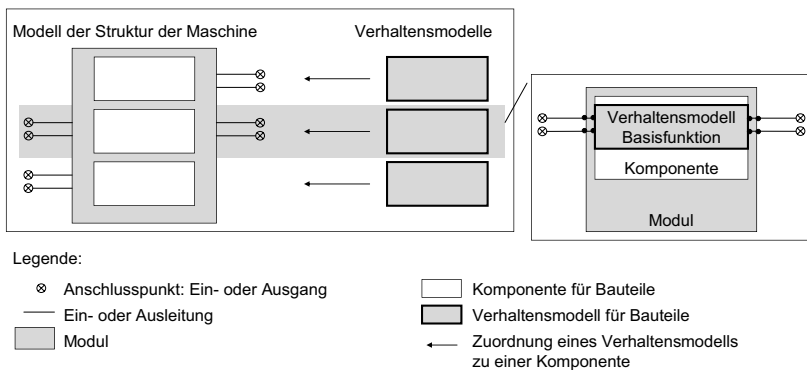 Modell der Struktur der Maschine
Verhaltensmodelle
Verhaltensmodell
Basisfunktion
Komponente
Modul
Legende:
Anschlusspunkt: Ein- oder Ausgang
Ein- oder Ausleitung
Modul
Komponente für Bauteile
Verhaltensmodell für Bauteile
Zuordnung eines Verhaltensmodells
zu einer Komponente